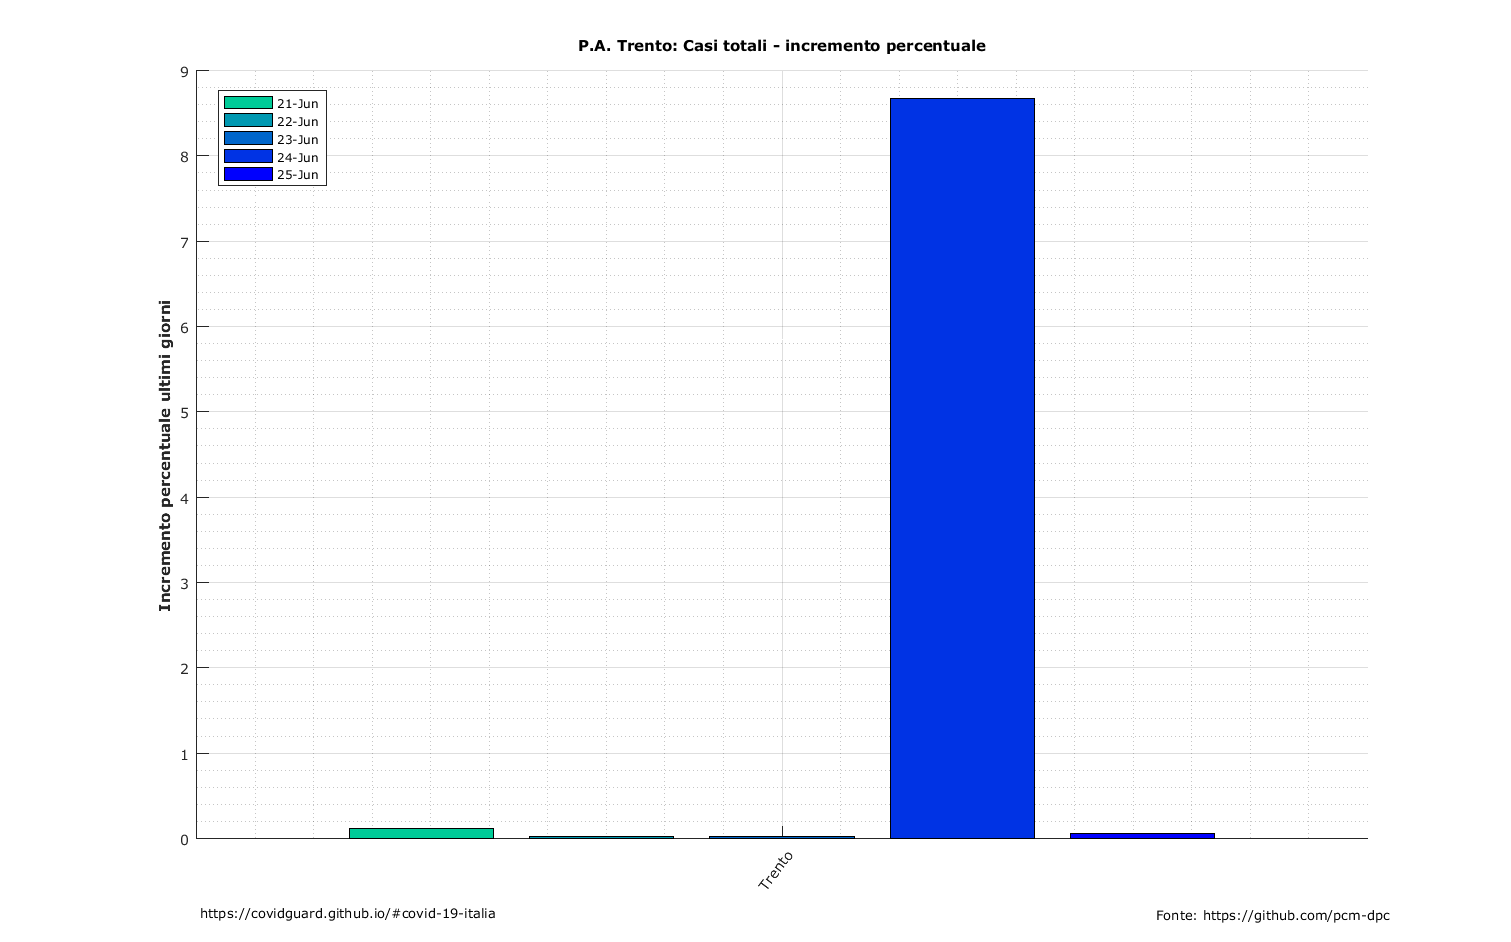 P.A. Trento: Casi totali - incremento percentuale
9
8
7
6
5
4
3
2
1
0
Incremento percentuale ultimi giorni
21-Jun
22-Jun
23-Jun
24-Jun
25-Jun
Trento
https://covidguard.github.io/#covid-19-italia
Fonte: https://github.com/pcm-dpc